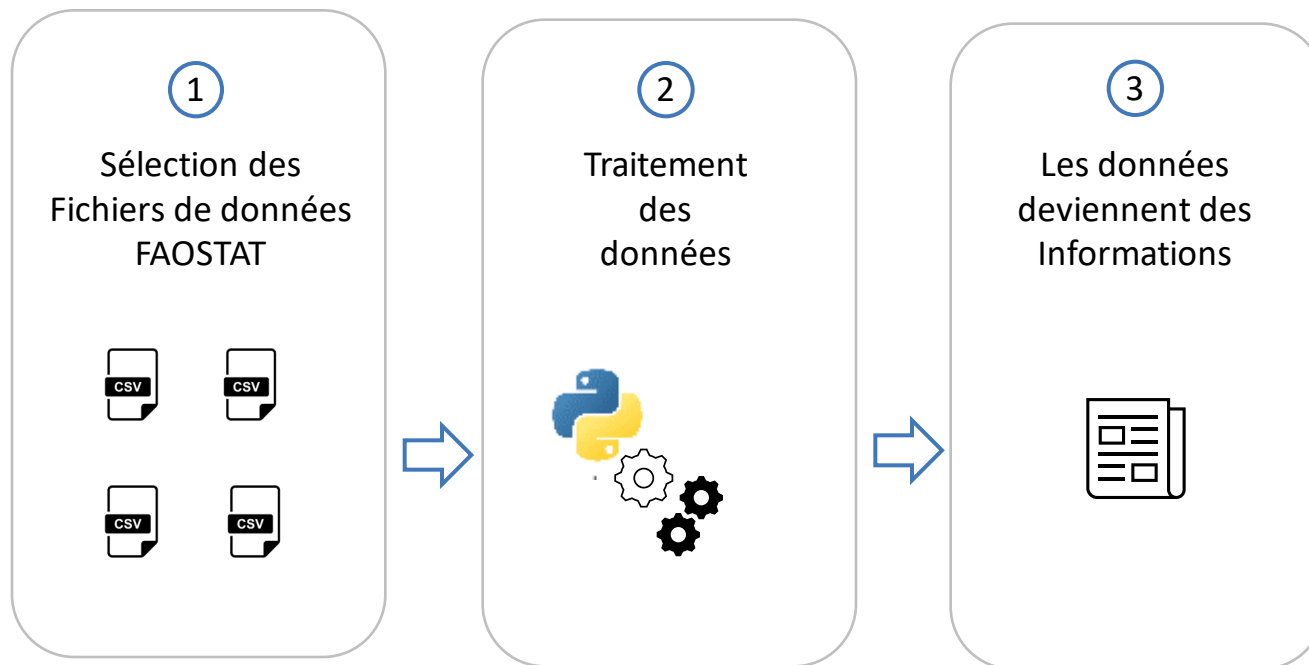 1
Sélection des
Fichiers de données
FAOSTAT
CSV
CSV
CSV
CSV
2
Traitement
des
données
3
Les données
deviennent des
Informations